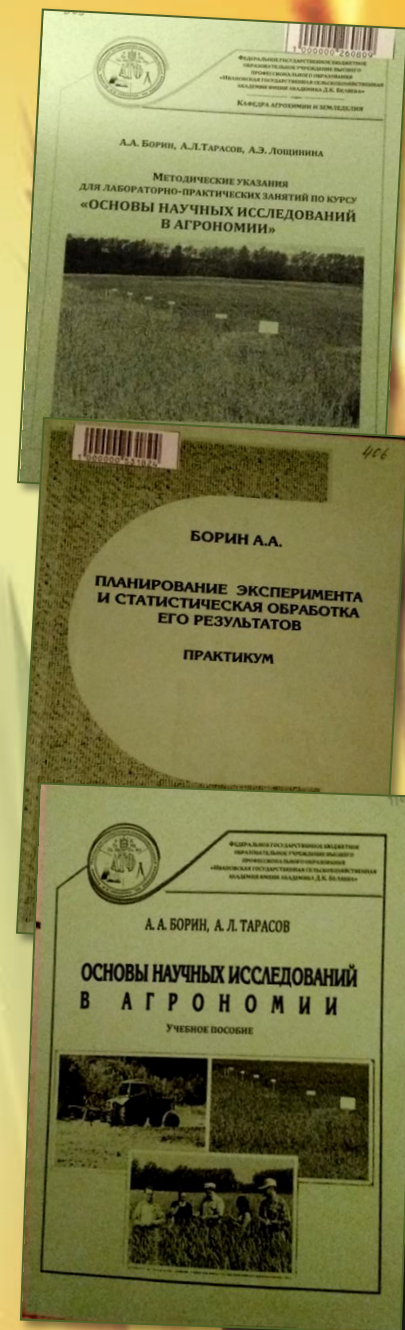 1000000260809
Федеральное государственное бюджетное
образовательное учреждение высшего
профессионального образования
«Ивановская государственная сельскохозяйственная
академия имени академика Д.К. Беляева»
Кафедра агрохимии и земледелия
А.А. Борин, А.Л.Тарасов, А.Э. Лощинина
Методические указания
для лабораторно-практических занятий по курсу
«ОСНОВЫ НАУЧНЫХ ИССЛЕДОВАНИЙ
В АГРОНОМИИ»
406
БОРИН А.А.
ПЛАНИРОВАНИЕ ЭКСПЕРИМЕНТА
И СТАТИСТИЧЕСКАЯ ОБРАБОТКА
ЕГО РЕЗУЛЬТАТОВ
ПРАКТИКУМ
Федеральное государственное бюджетное
образовательное учреждение высшего
профессионального образования
«Ивановская государственная сельскохозяйственная
академия имени академика Д.К. Беляева»
А. А. БОРИН, А. Л. ТАРАСОВ
ОСНОВЫ НАУЧНЫХ ИССЛЕДОВАНИЙ
В АГРОНОМИИ
Учебное пособие